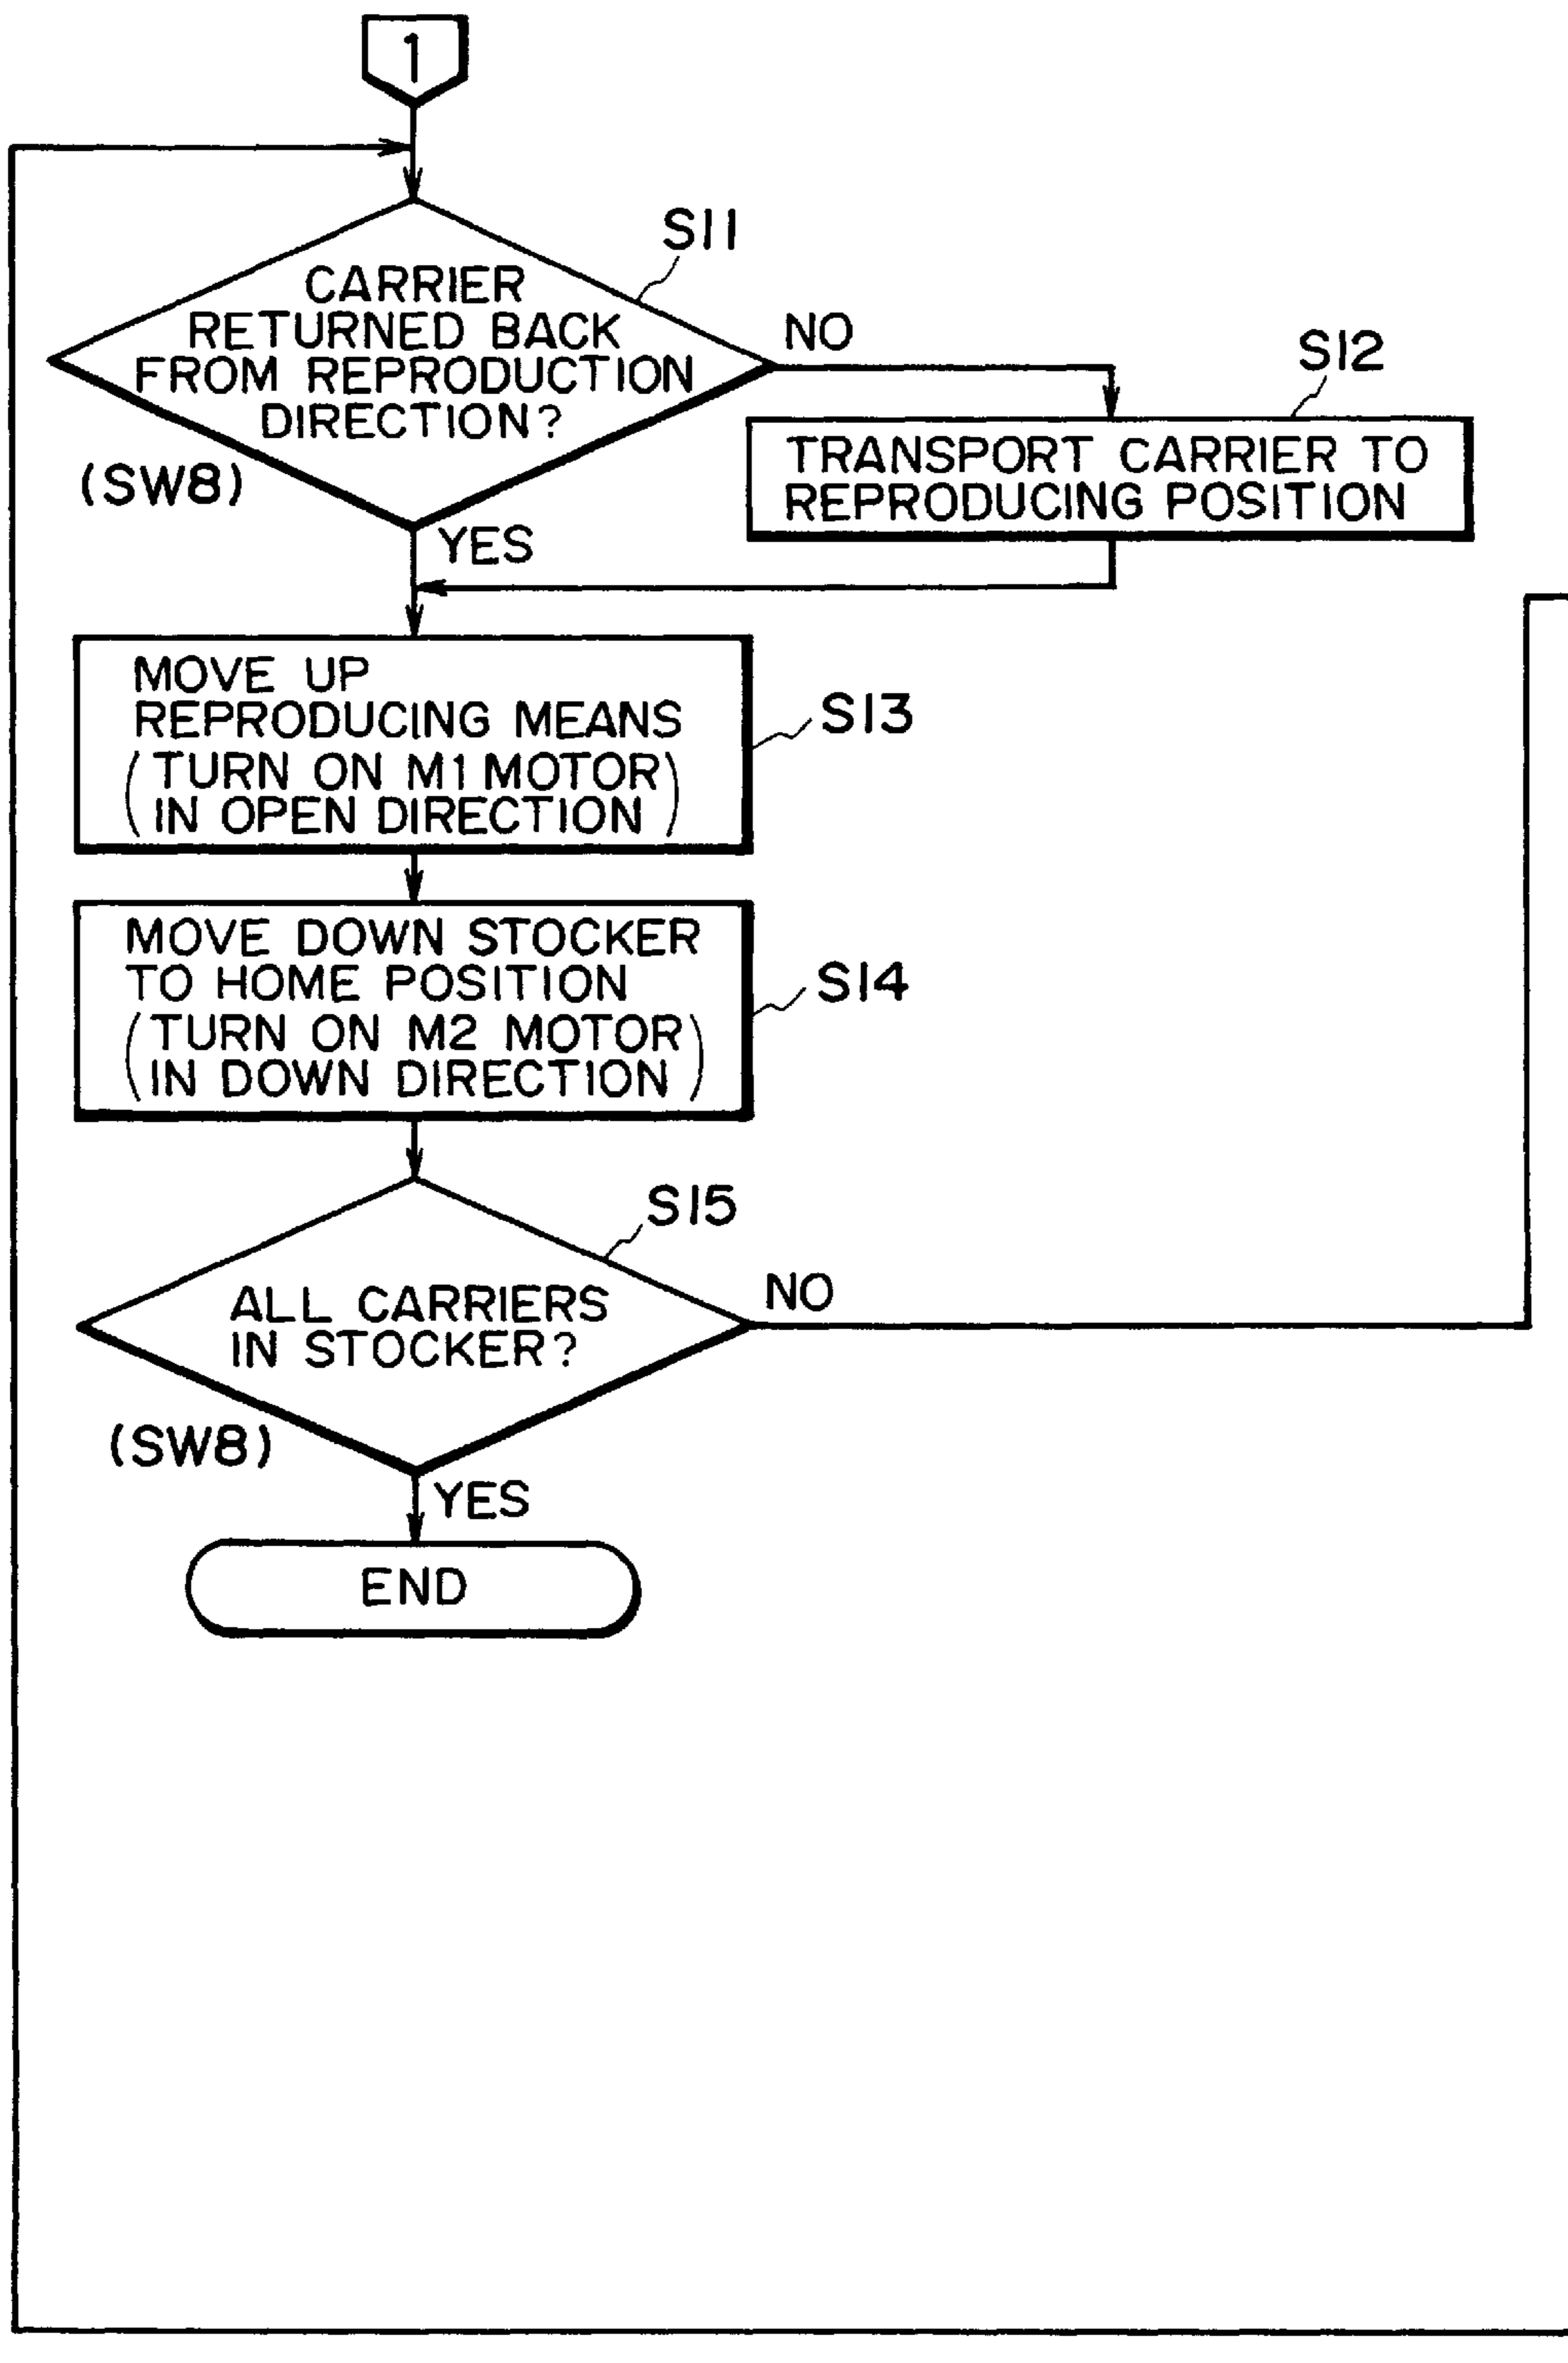 1
S11
CARRIER
RETURNED BACK
FROM REPRODUCTION
DIRECTION?
NO
(SW8)
YES
S12
TRANSPORT CARRIER TO
REPRODUCING POSITION
MOVE UP
REPRODUCING MEANS
(TURN ON M1 MOTOR
IN OPEN DIRECTION)
S13
MOVE DOWN STOCKER
TO HOME POSITION
(TURN ON M2 MOTOR
IN DOWN DIRECTION)
S14
S15
ALL CARRIERS
IN STOCKER?
NO
(SW8)
YES
END